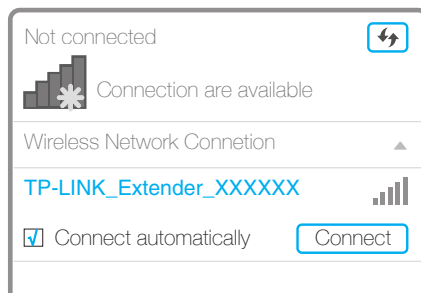 Not connected
Connection are available
Wireless Network Connetion
TP-LINK_Extender_XXXXXX
Connect automatically Connect